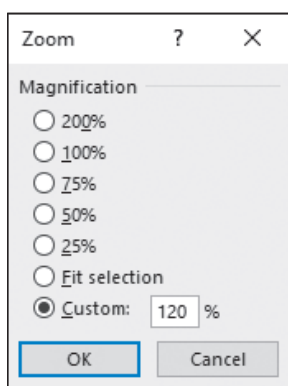 Zoom ? ×
Magnification
200%
100%
75%
50%
25%
Fit selection
Custom: 120 %
OK Cancel